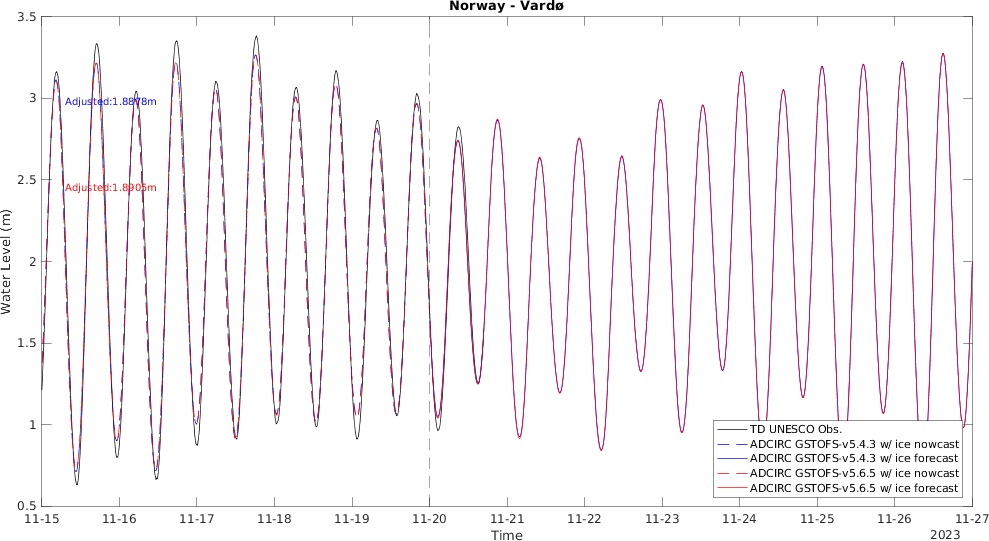 Norway - Vardø
3.5
3
2.5
2
1.5
1
0.5
Water Level (m)
Adjusted:1.8878m
Adjusted:1.8905m
TD UNESCO Obs.
ADCIRC GSTOFS-v5.4.3 w/ ice nowcast
ADCIRC GSTOFS-v5.4.3 w/ ice forecast
ADCIRC GSTOFS-v5.6.5 w/ ice nowcast
ADCIRC GSTOFS-v5.6.5 w/ ice forecast
11-15 11-16 11-17 11-18 11-19 11-20 11-21 11-22 11-23 11-24 11-25 11-26 11-27
Time
2023